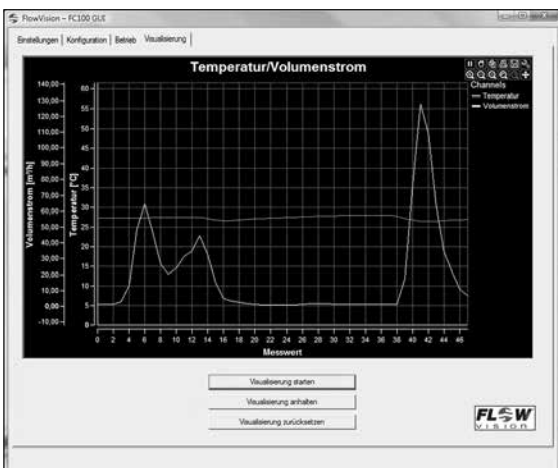 FlowVision – FC100 GUE
Einstellungen Konfiguration Betrieb Visualisierung
Temperatur/Volumenstrom
Channels
Temperatur
Volumenstrom
Volumenstrom [m³/h]
140,00
130,00
120,00
110,00
100,00
90,00
80,00
70,00
60,00
50,00
40,00
30,00
20,00
10,00
0,00
-10,00
Temperatur [°C]
60
55
50
45
40
35
30
25
20
15
10
5
0
0 2 4 6 8 10 12 14 16 18 20 22 24 26 28 30 32 34 36 38 40 42 44 46
Messwert
Visualisierung starten
Visualisierung anhalten
Visualisierung zurücksetzen
FLOW
VISION